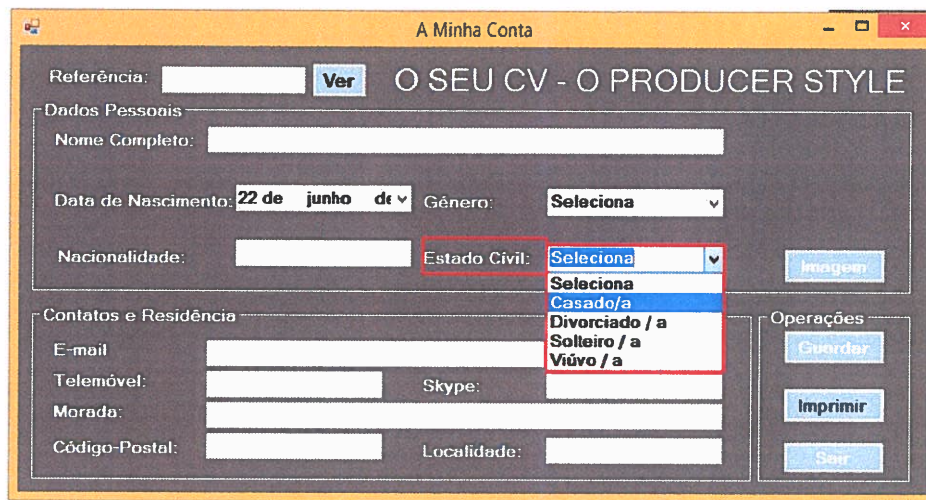 A Minha Conta
Referência: Ver O SEU CV - O PRODUCER STYLE
Dados Pessoais
Nome Completo:
Data de Nascimento: 22 de junho de Género: Seleciona
Nacionalidade: Estado Civil: Seleciona Imagem
Seleciona
Casado/a
Divorciado / a
Solteiro / a
Viúvo / a
Contatos e Residência
E-mail
Telemóvel: Skype:
Morada:
Código-Postal: Localidade:
Operações
Guardar
Imprimir
Sair